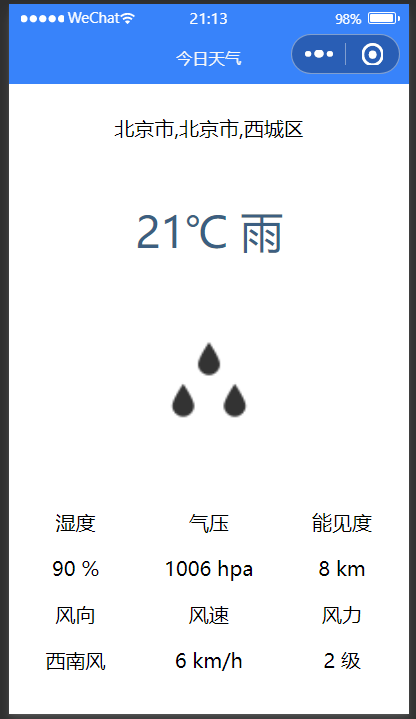 WeChat 21:13 98%
今日天气
北京市,北京市,西城区
21℃ 雨
湿度 气压 能见度
90 % 1006 hpa 8 km
风向 风速 风力
西南风 6 km/h 2 级